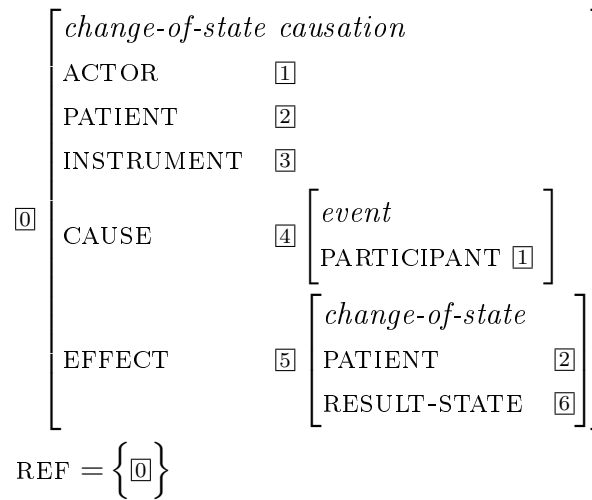 change-of-state causation
ACTOR 1
PATIENT 2
INSTRUMENT 3
0 CAUSE 4 event
PARTICIPANT 1
EFFECT 5 change-of-state
PATIENT 2
RESULT-STATE 6
REF = {0}